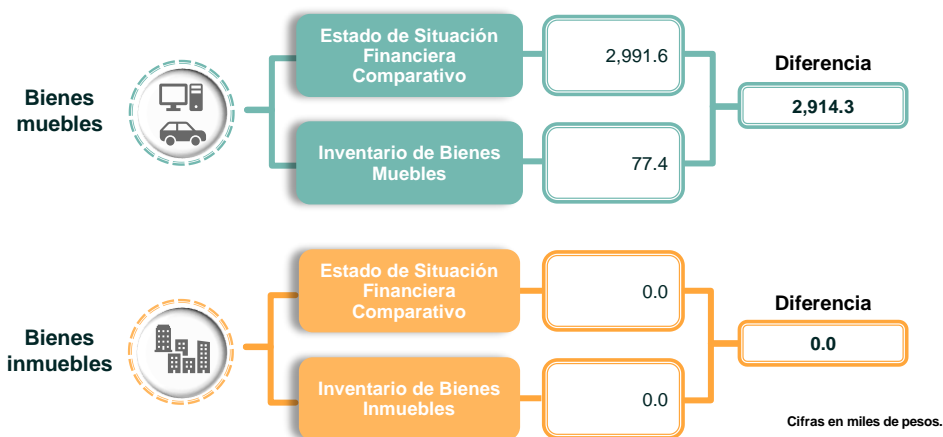 Bienes
muebles
Estado de Situación
Financiera
Comparativo
2,991.6
Inventario de Bienes
Muebles
77.4
Diferencia
2,914.3
Bienes
inmuebles
Estado de Situación
Financiera
Comparativo
0.0
Inventario de Bienes
Inmuebles
0.0
Diferencia
0.0
Cifras en miles de pesos.